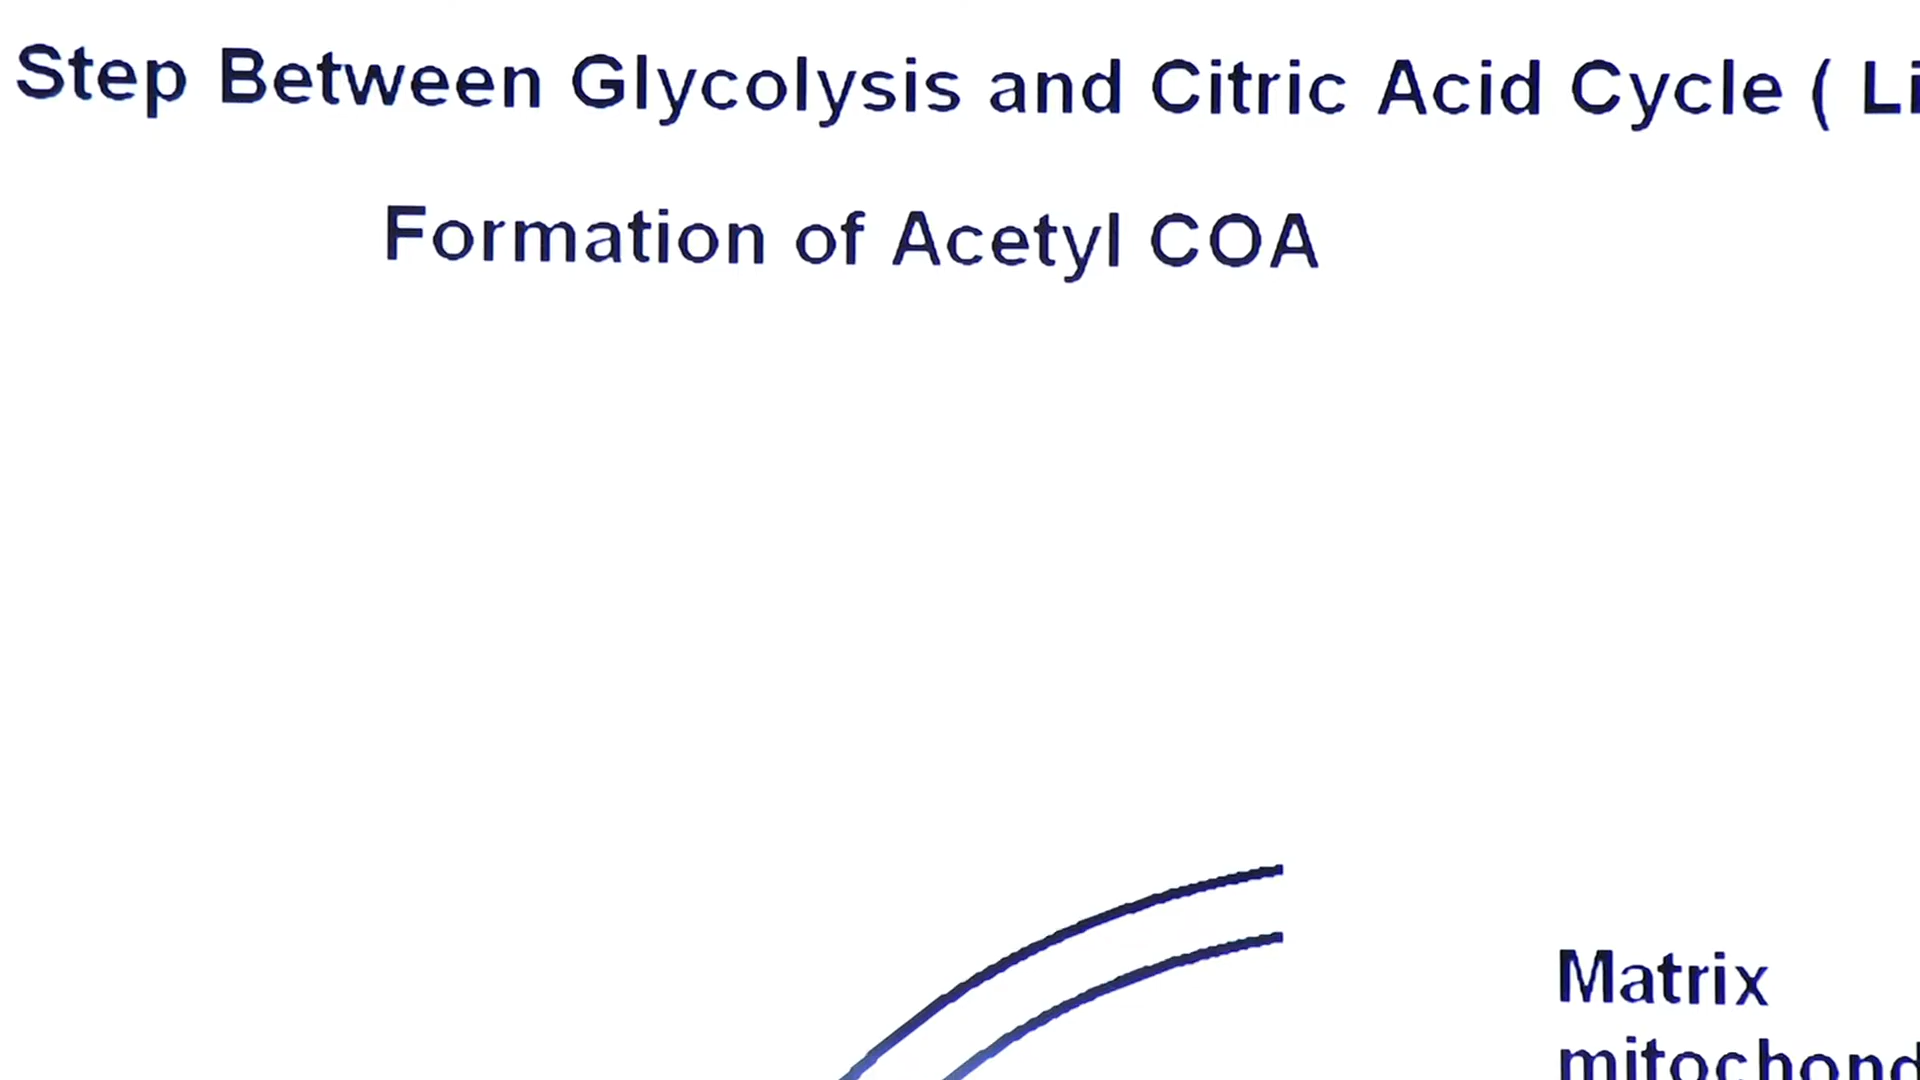 Step Between Glycolysis and Citric Acid Cycle (
Formation of Acetyl COA
Matrix